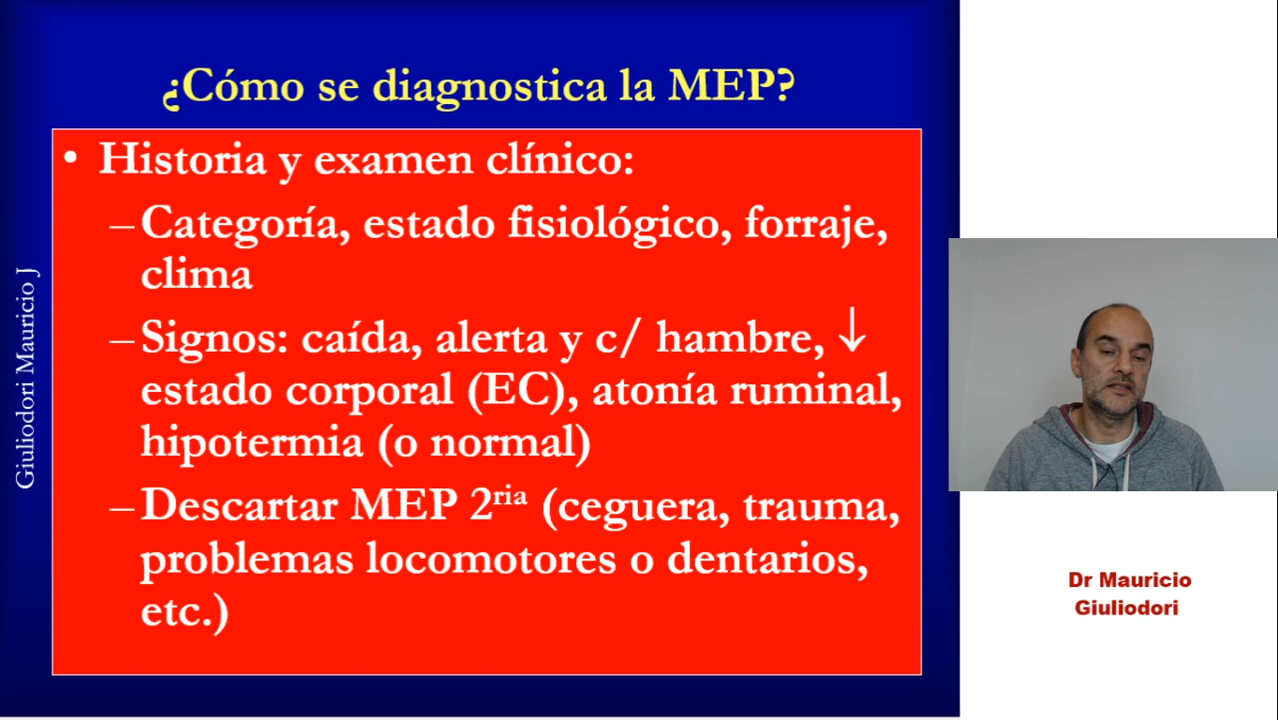 ¿Cómo se diagnostica la MEP?
• Historia y examen clínico:
–Categoría, estado fisiológico, forraje,
clima
–Signos: caída, alerta y c/ hambre, ↓
estado corporal (EC), atonía ruminal,
hipotermia (o normal)
–Descartar MEP 2ria (ceguera, trauma,
problemas locomotores o dentarios,
etc.)
Giuliodori Mauricio J
Dr Mauricio
Giuliodori